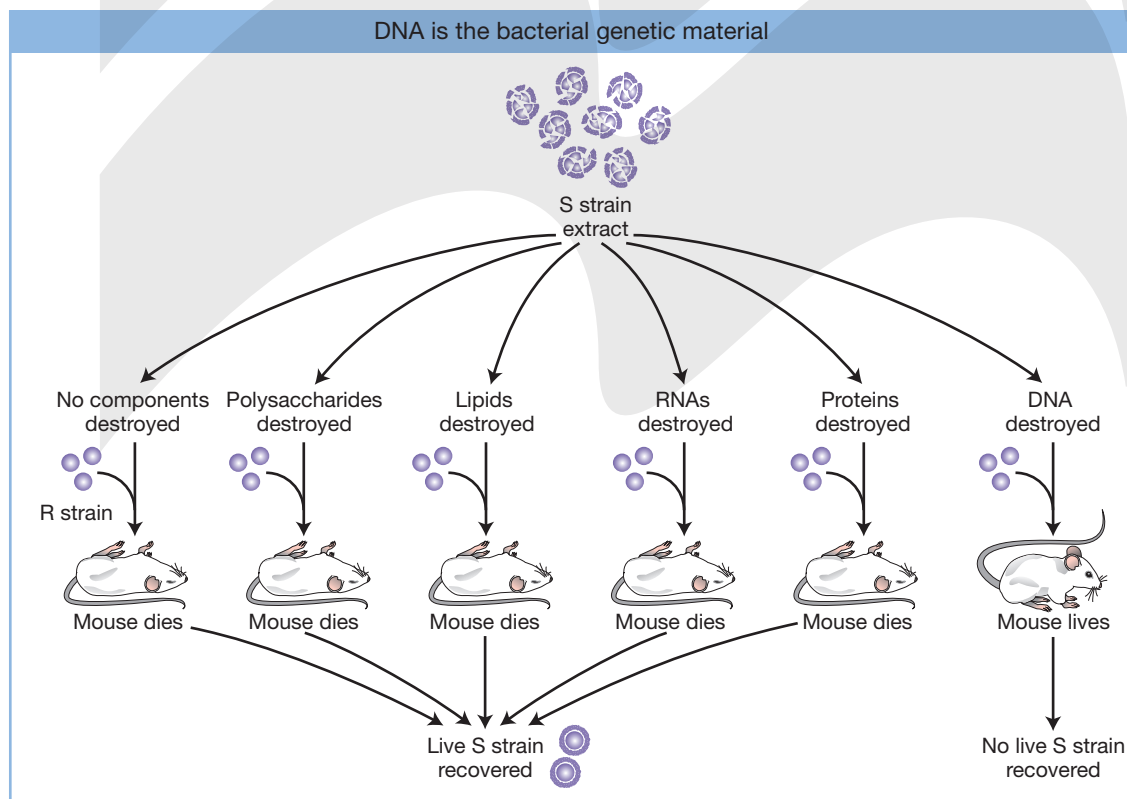 DNA is the bacterial genetic material
S strain
extract
No components
destroyed
Polysaccharides
destroyed
Lipids
destroyed
RNAs
destroyed
Proteins
destroyed
DNA
destroyed
R strain
Mouse dies
Mouse dies
Mouse dies
Mouse dies
Mouse dies
Mouse lives
Live S strain
recovered
No live S strain
recovered